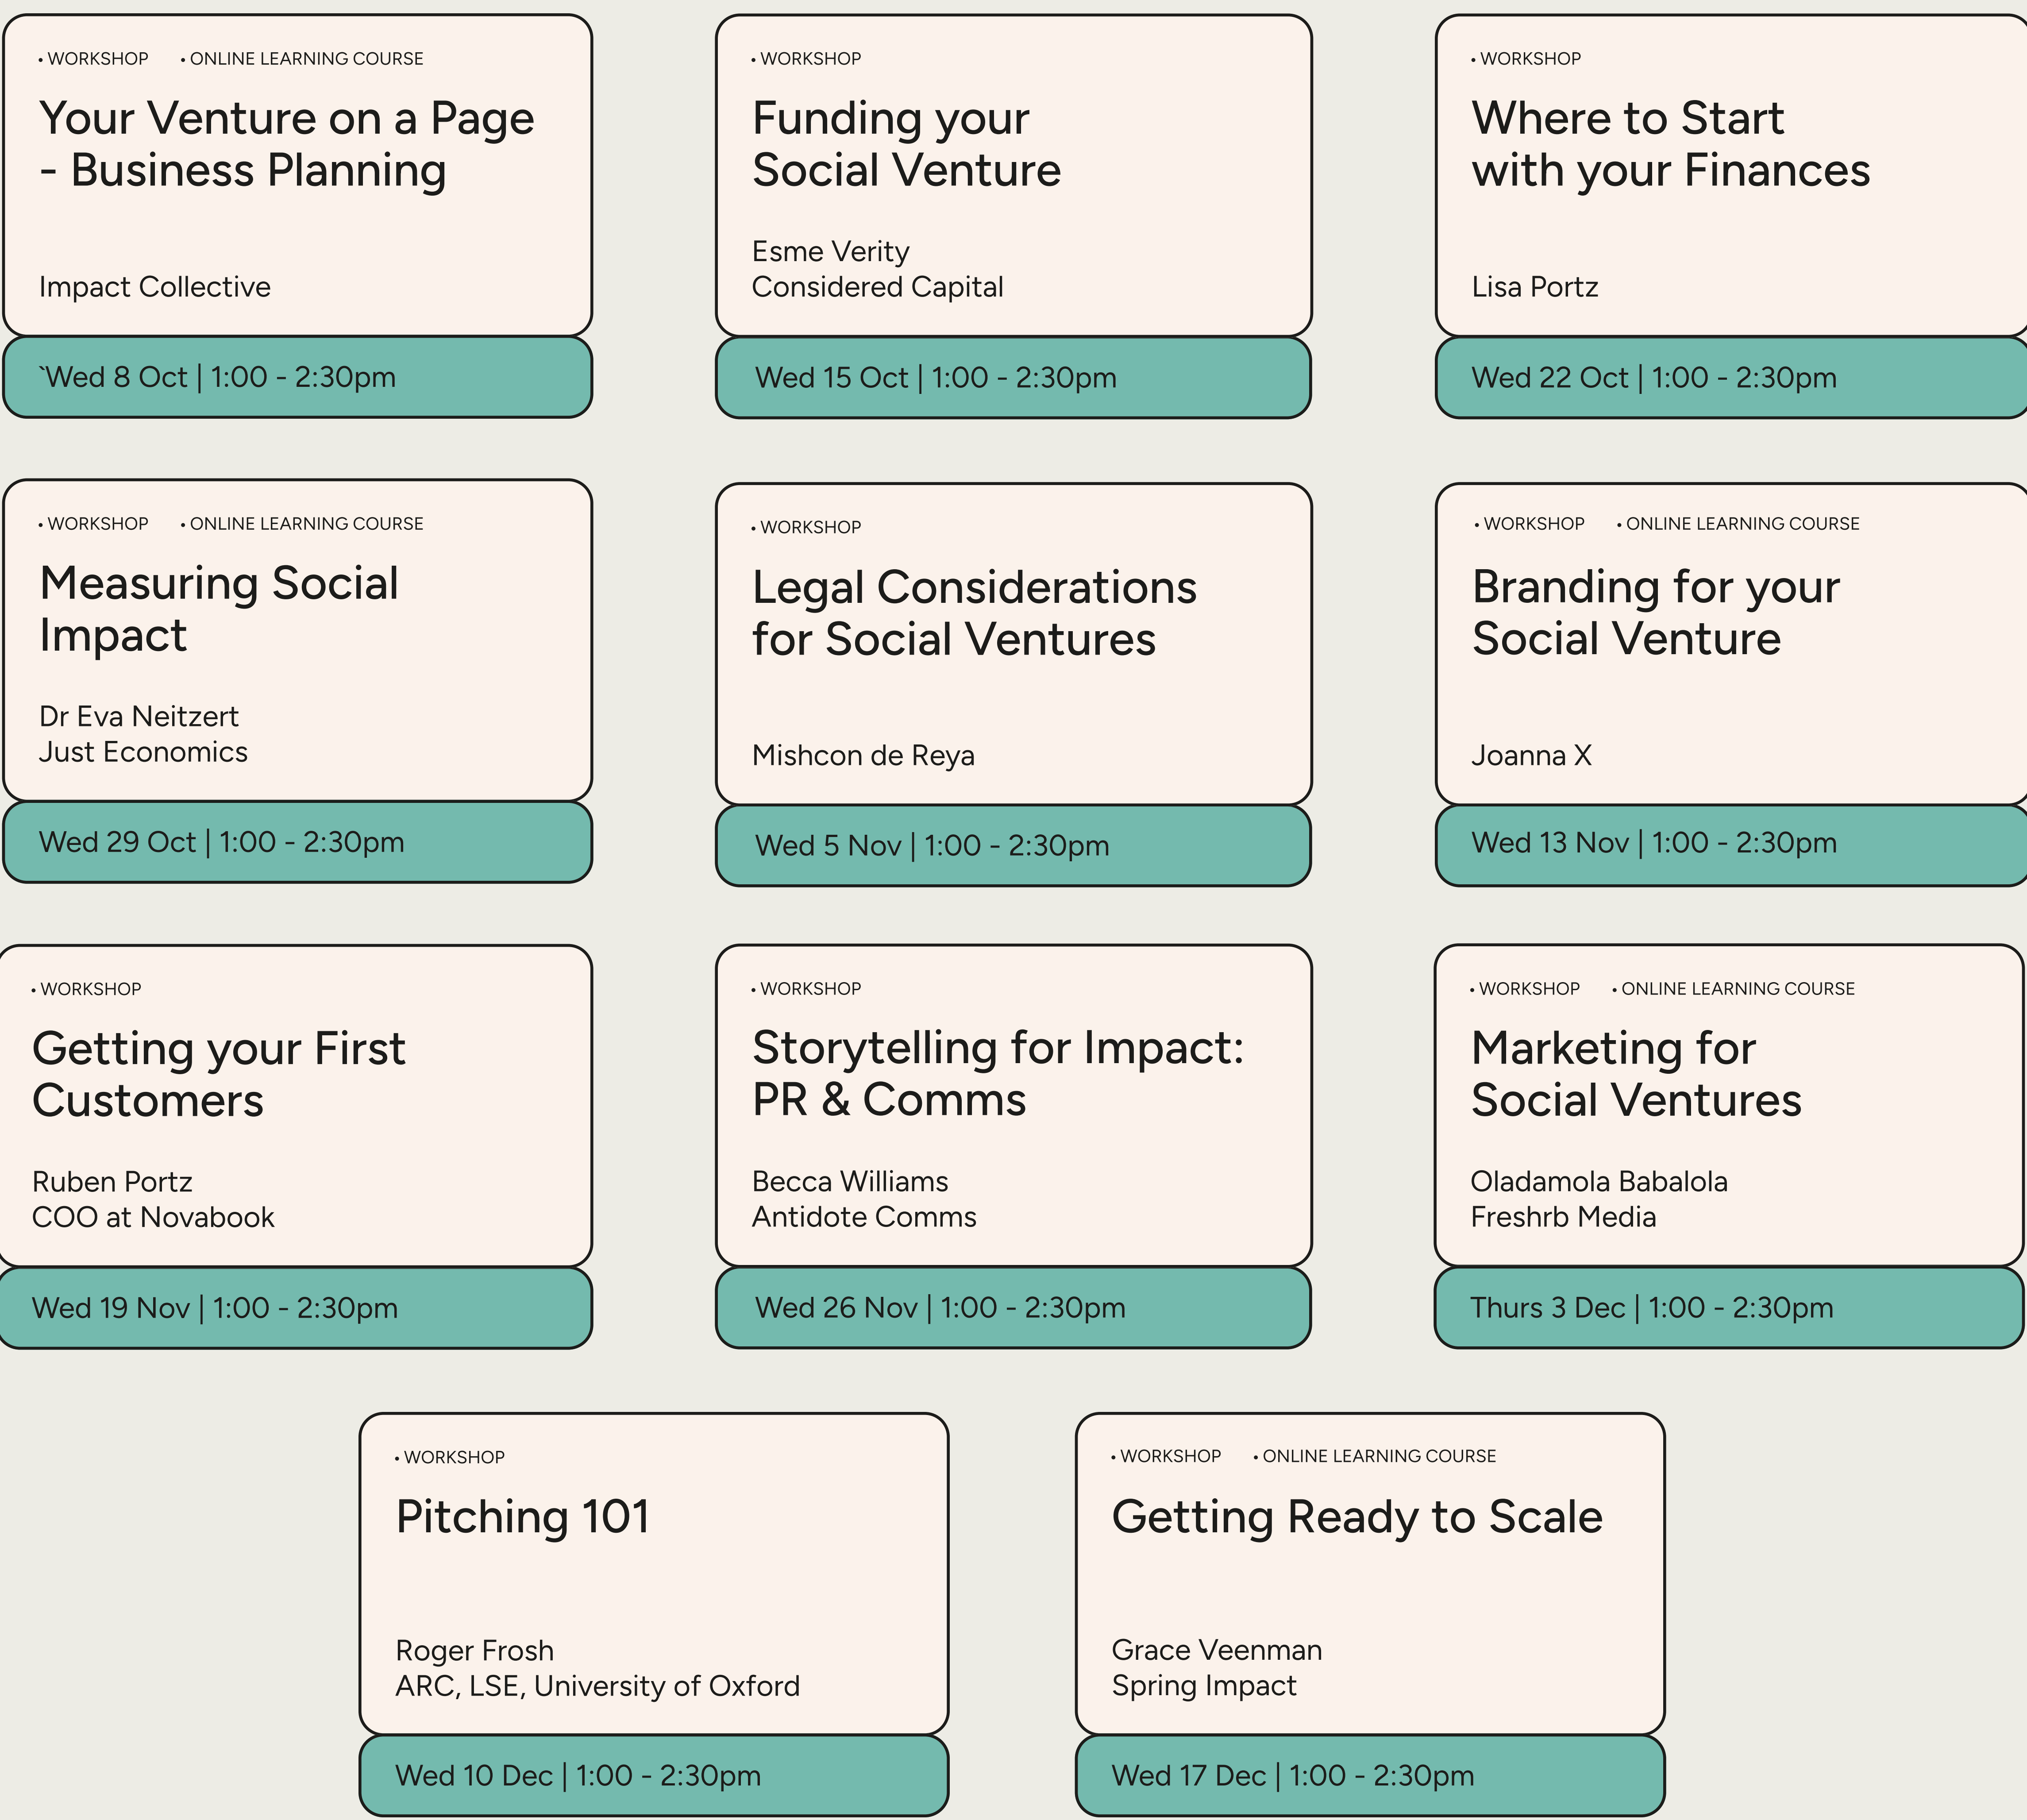 • WORKSHOP • ONLINE LEARNING COURSE
Your Venture on a Page
- Business Planning
Impact Collective
`Wed 8 Oct | 1:00 - 2:30pm
• WORKSHOP
Funding your
Social Venture
Esme Verity
Considered Capital
Wed 15 Oct | 1:00 - 2:30pm
• WORKSHOP
Where to Start
with your Finances
Lisa Portz
Wed 22 Oct | 1:00 - 2:30pm
• WORKSHOP • ONLINE LEARNING COURSE
Measuring Social
Impact
Dr Eva Neitzert
Just Economics
Wed 29 Oct | 1:00 - 2:30pm
• WORKSHOP
Legal Considerations
for Social Ventures
Mishcon de Reya
Wed 5 Nov | 1:00 - 2:30pm
• WORKSHOP • ONLINE LEARNING COURSE
Branding for your
Social Venture
Joanna X
Wed 13 Nov | 1:00 - 2:30pm
• WORKSHOP
Getting your First
Customers
Ruben Portz
COO at Novabook
Wed 19 Nov | 1:00 - 2:30pm
• WORKSHOP
Storytelling for Impact:
PR & Comms
Becca Williams
Antidote Comms
Wed 26 Nov | 1:00 - 2:30pm
• WORKSHOP • ONLINE LEARNING COURSE
Marketing for
Social Ventures
Oladamola Babalola
Freshrb Media
Thurs 3 Dec | 1:00 - 2:30pm
• WORKSHOP
Pitching 101
Roger Frosh
ARC, LSE, University of Oxford
Wed 10 Dec | 1:00 - 2:30pm
• WORKSHOP • ONLINE LEARNING COURSE
Getting Ready to Scale
Grace Veenman
Spring Impact
Wed 17 Dec | 1:00 - 2:30pm